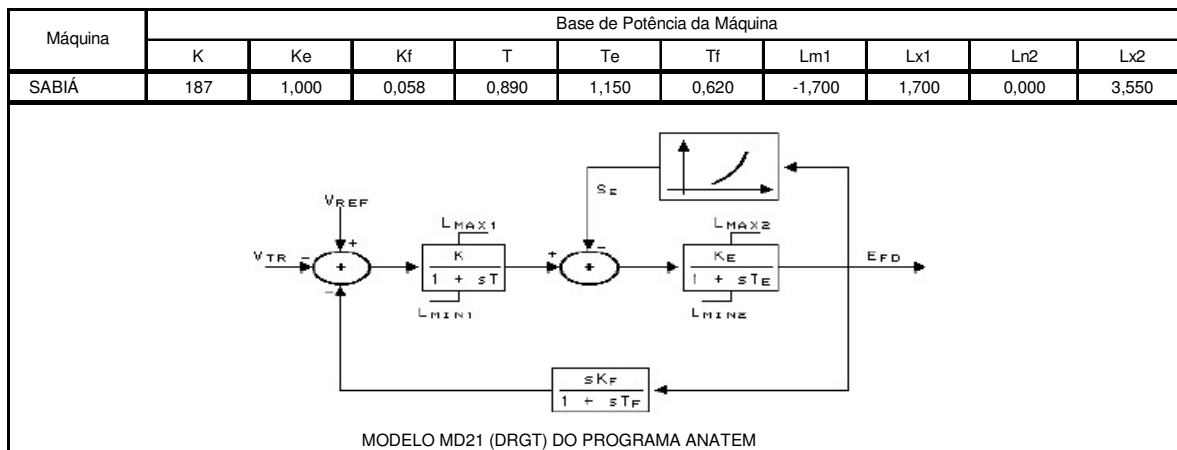 Máquina
Base de Potência da Máquina
K Ke Kf T Te Tf Lm1 Lx1 Ln2 Lx2
SABIÁ 187 1,000 0,058 0,890 1,150 0,620 -1,700 1,700 0,000 3,550
SE
VREF
LMAX1
LMAX2
VTR - + + - EFD
+ K +  KE
1 + sT 1 + sTE
-
LMIN1
LMIN2
sKF
1 + sTF
MODELO MD21 (DRGT) DO PROGRAMA ANATEM